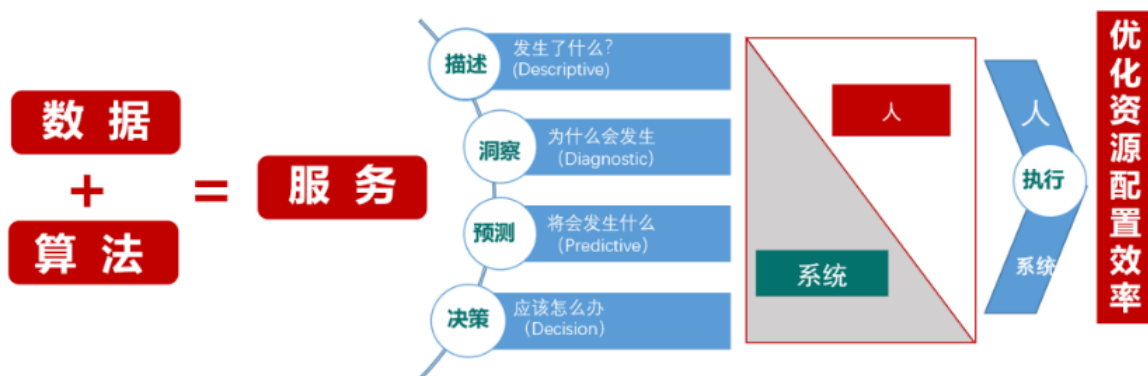 数据
+
算法
=
服务
描述
发生了什么?
(Descriptive)
洞察
为什么会发生
（Diagnostic）
预测
将会发生什么
（Predictive）
决策
应该怎么办
（Decision）
人
系统
人
执行
系统
优化资源配置效率